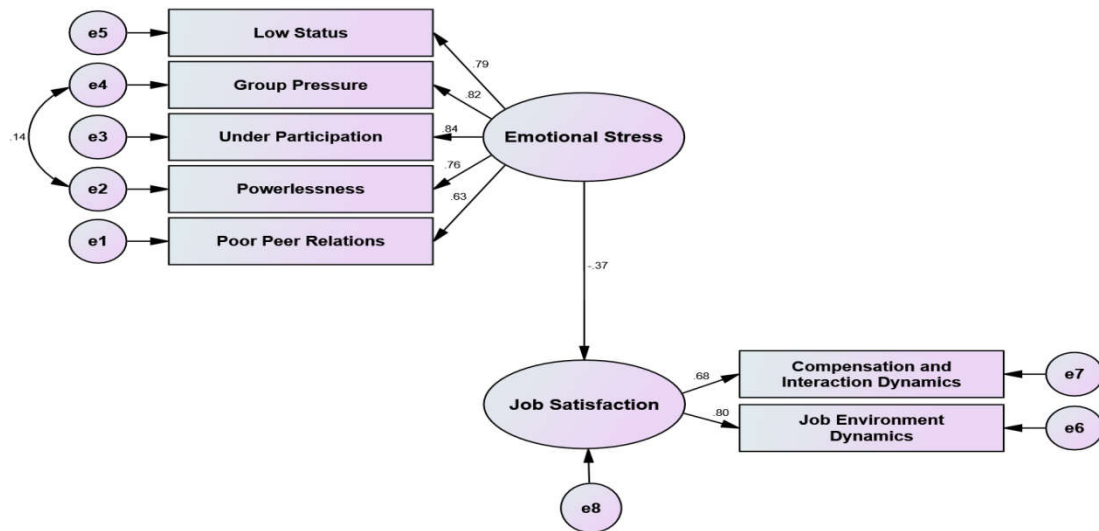 e5
Low Status
.79
e4
Group Pressure
.82
.14
e3
Under Participation
.84
Emotional Stress
e2
Powerlessness
.76
e1
Poor Peer Relations
.63
-.37
Job Satisfaction
.68
Compensation and
Interaction Dynamics
e7
.80
Job Environment
Dynamics
e6
e8